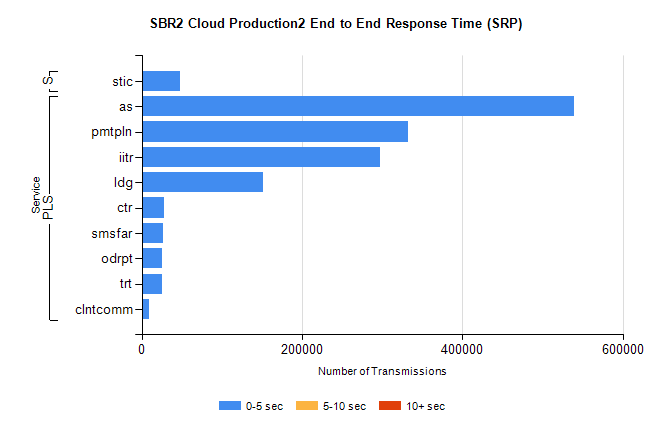 SBR2 Cloud Production2 End to End Response Time (SRP)
S
stic
as
pmtpln
iitr
ldg
ctr
smsfar
odrpt
trt
clntcomm
Service
PLS
0
200000
400000
600000
Number of Transmissions
0-5 sec
5-10 sec
10+ sec